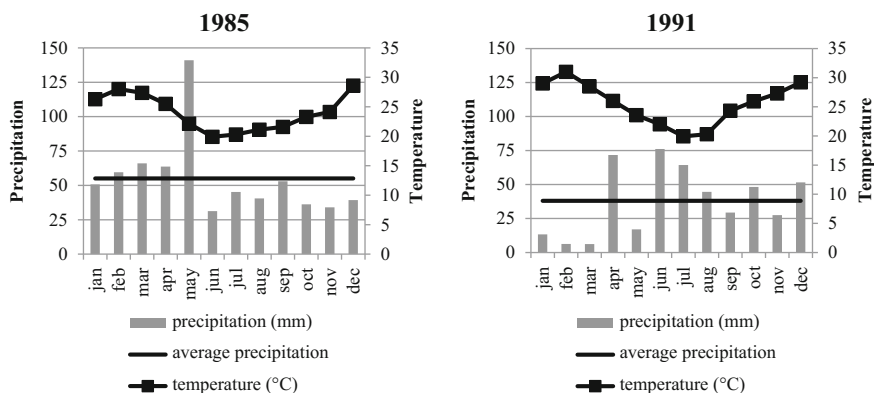 1985
Precipitation
150
125
100
75
50
25
0
35
30
25
20
15
10
5
0
Temperature
jan
feb
mar
apr
may
jun
jul
aug
sep
oct
nov
dec
precipitation (mm)
average precipitation
temperature (°C)
1991
Precipitation
150
125
100
75
50
25
0
35
30
25
20
15
10
5
0
Temperature
jan
feb
mar
apr
may
jun
jul
aug
sep
oct
nov
dec
precipitation (mm)
average precipitation
temperature (°C)